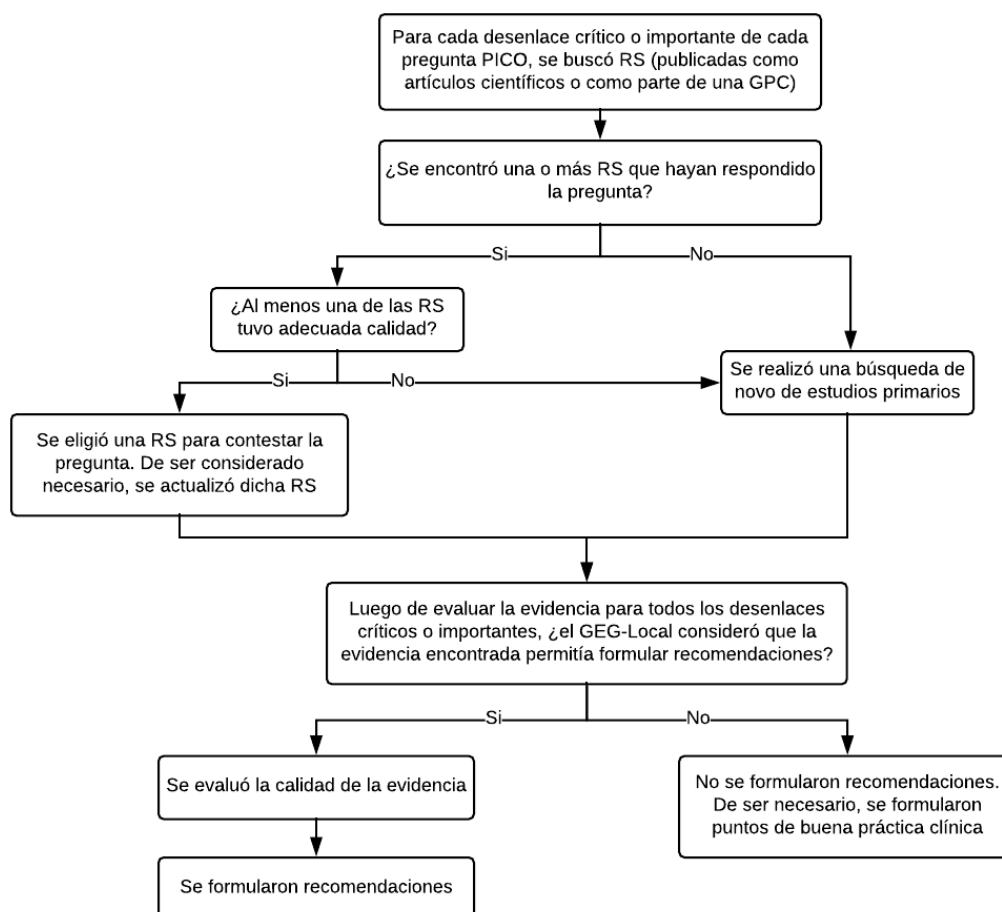 Para cada desenlace crítico o importante de cada
pregunta PICO, se buscó RS (publicadas como
artículos científicos o como parte de una GPC)
¿Se encontró una o más RS que hayan respondido
la pregunta?
Si
No
¿Al menos una de las RS
tuvo adecuada calidad?
Si
No
Se realizó una búsqueda de
novo de estudios primarios
Se eligió una RS para contestar la
pregunta. De ser considerado
necesario, se actualizó dicha RS
Luego de evaluar la evidencia para todos los desenlaces
críticos o importantes, ¿el GEG-Local consideró que la
evidencia encontrada permitía formular recomendaciones?
Si
No
Se evaluó la calidad de la evidencia
No se formularon recomendaciones.
De ser necesario, se formularon
puntos de buena práctica clínica
Se formularon recomendaciones